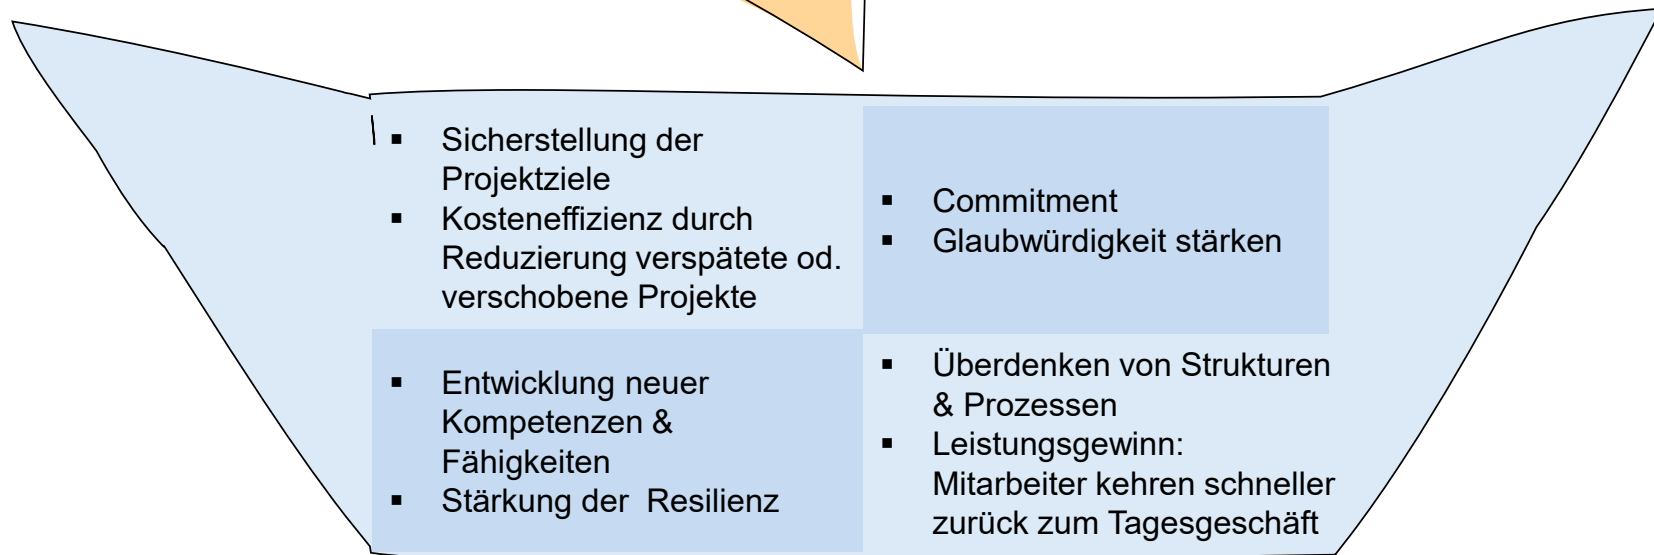 ▪ Sicherstellung der
Projektziele
▪ Kosteneffizienz durch
Reduzierung verspätete od.
verschobene Projekte
▪ Commitment
▪ Glaubwürdigkeit stärken
▪ Entwicklung neuer
Kompetenzen &
Fähigkeiten
▪ Stärkung der Resilienz
▪ Überdenken von Strukturen
& Prozessen
▪ Leistungsgewinn:
Mitarbeiter kehren schneller
zurück zum Tagesgeschäft